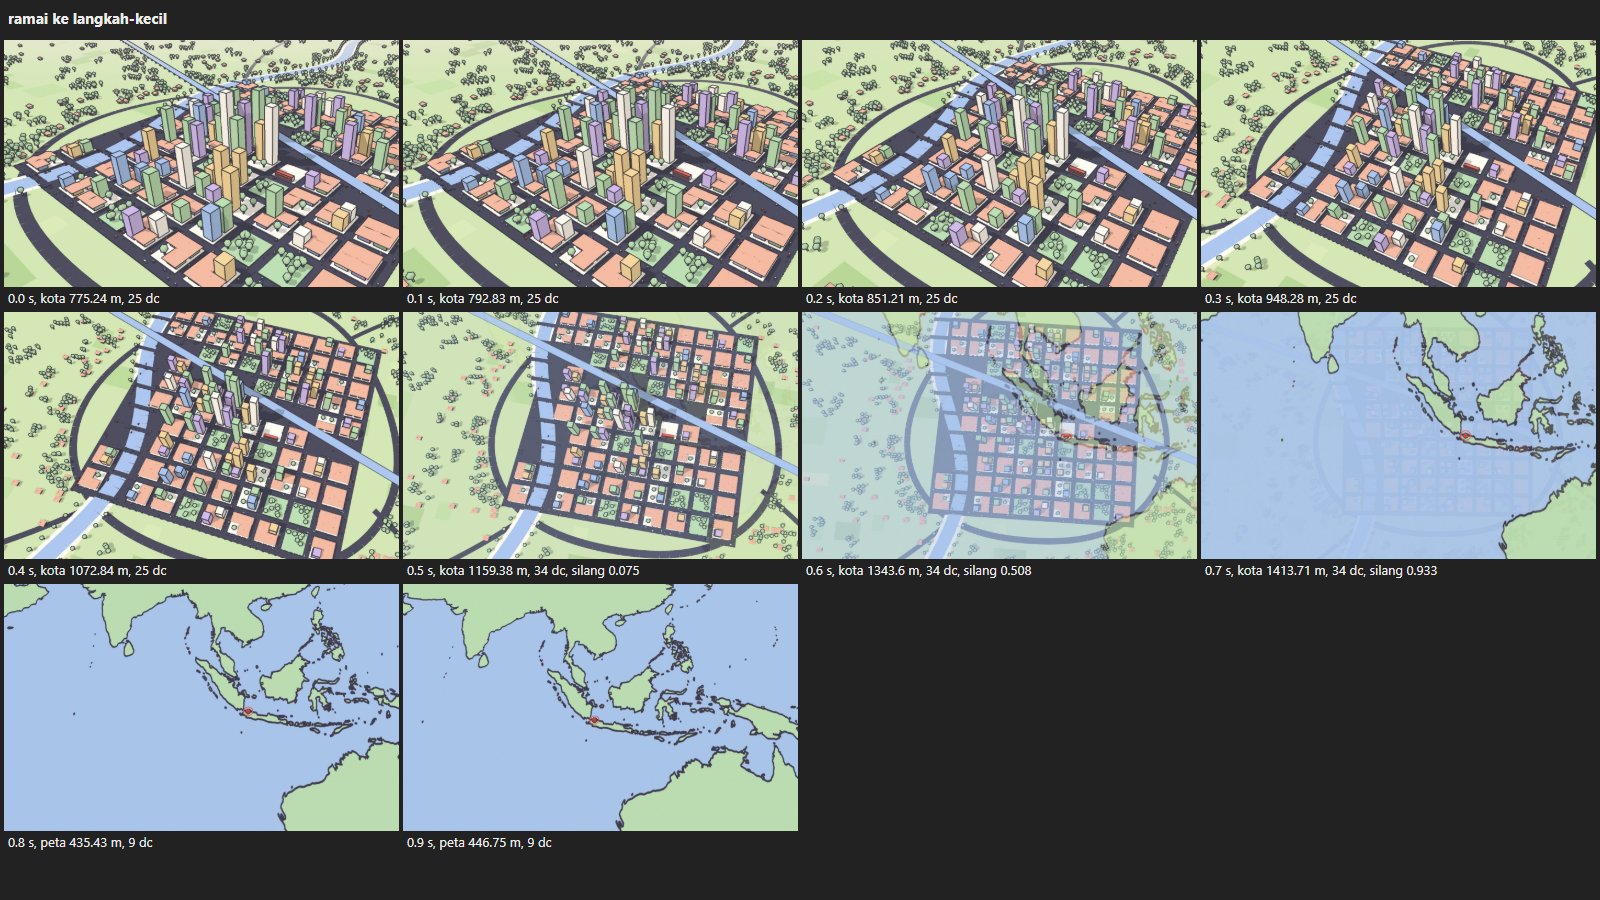 ramai ke langkah-kecil
0.0 s, kota 775.24 m, 25 dc
0.1 s, kota 792.83 m, 25 dc
0.2 s, kota 851.21 m, 25 dc
0.3 s, kota 948.28 m, 25 dc
0.4 s, kota 1072.84 m, 25 dc
0.5 s, kota 1159.38 m, 34 dc, silang 0.075
0.6 s, kota 1343.6 m, 34 dc, silang 0.508
0.7 s, kota 1413.71 m, 34 dc, silang 0.933
0.8 s, peta 435.43 m, 9 dc
0.9 s, peta 446.75 m, 9 dc